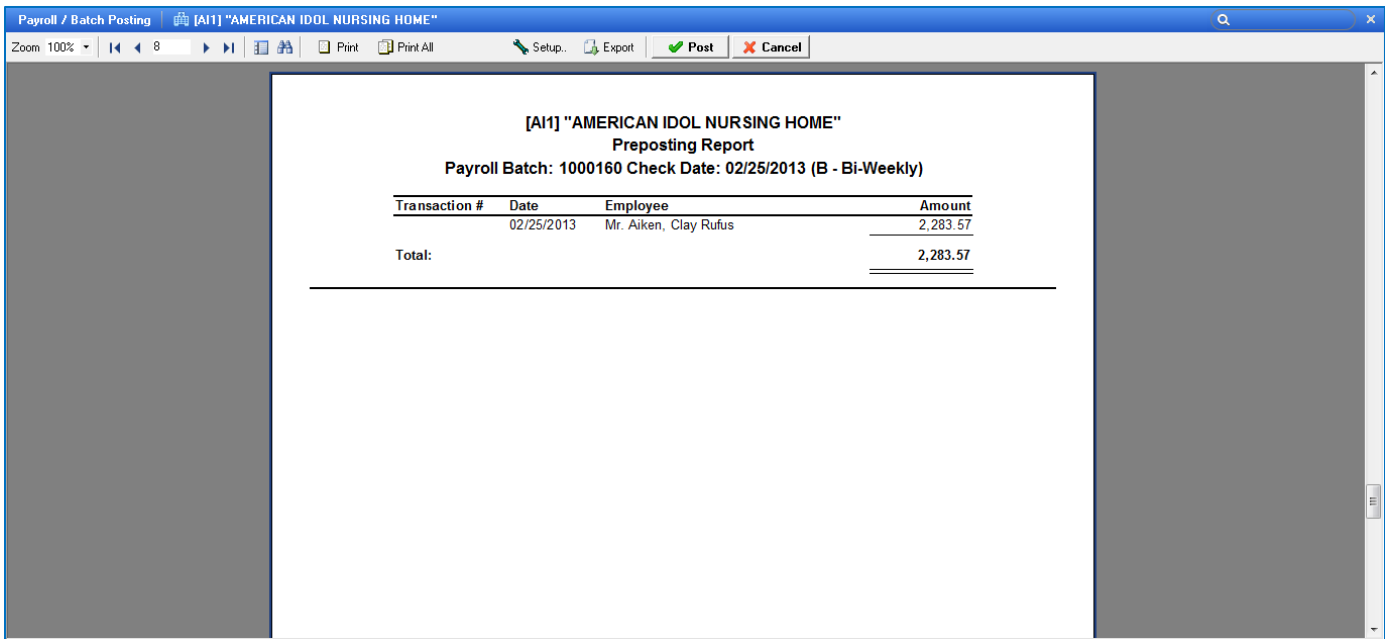 Payroll / Batch Posting [AI1] "AMERICAN IDOL NURSING HOME"
Zoom 100% 8 Print Print All Setup.. Export Post Cancel
[AI1] "AMERICAN IDOL NURSING HOME"
Preposting Report
Payroll Batch: 1000160 Check Date: 02/25/2013 (B - Bi-Weekly)
Transaction # Date Employee Amount
02/25/2013 Mr. Aiken, Clay Rufus 2,283.57
Total: 2,283.57